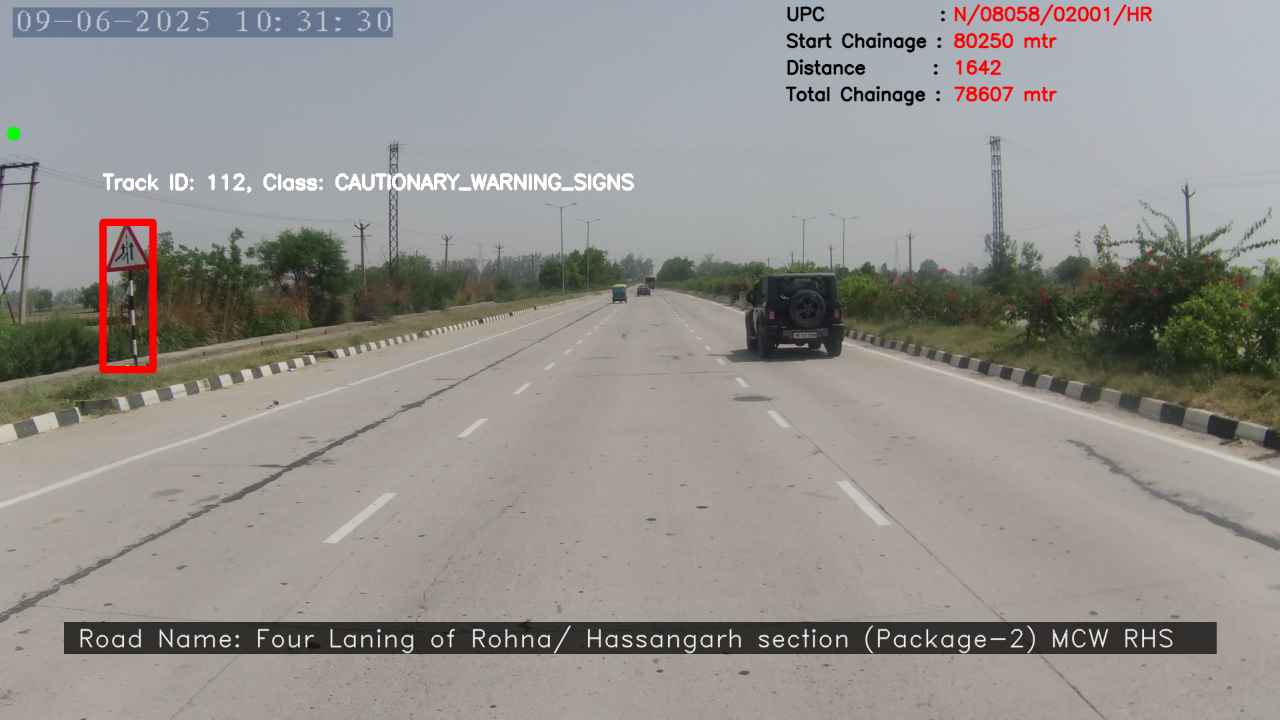 09-06-2025 10:31:30
UPC : N/08058/02001/HR
Start Chainage : 80250 mtr
Distance : 1642
Total Chainage : 78607 mtr
Track ID: 112, Class: CAUTIONARY_WARNING_SIGNS
Road Name: Four Laning of Rohna/ Hassangarh section (Package-2) MCW RHS